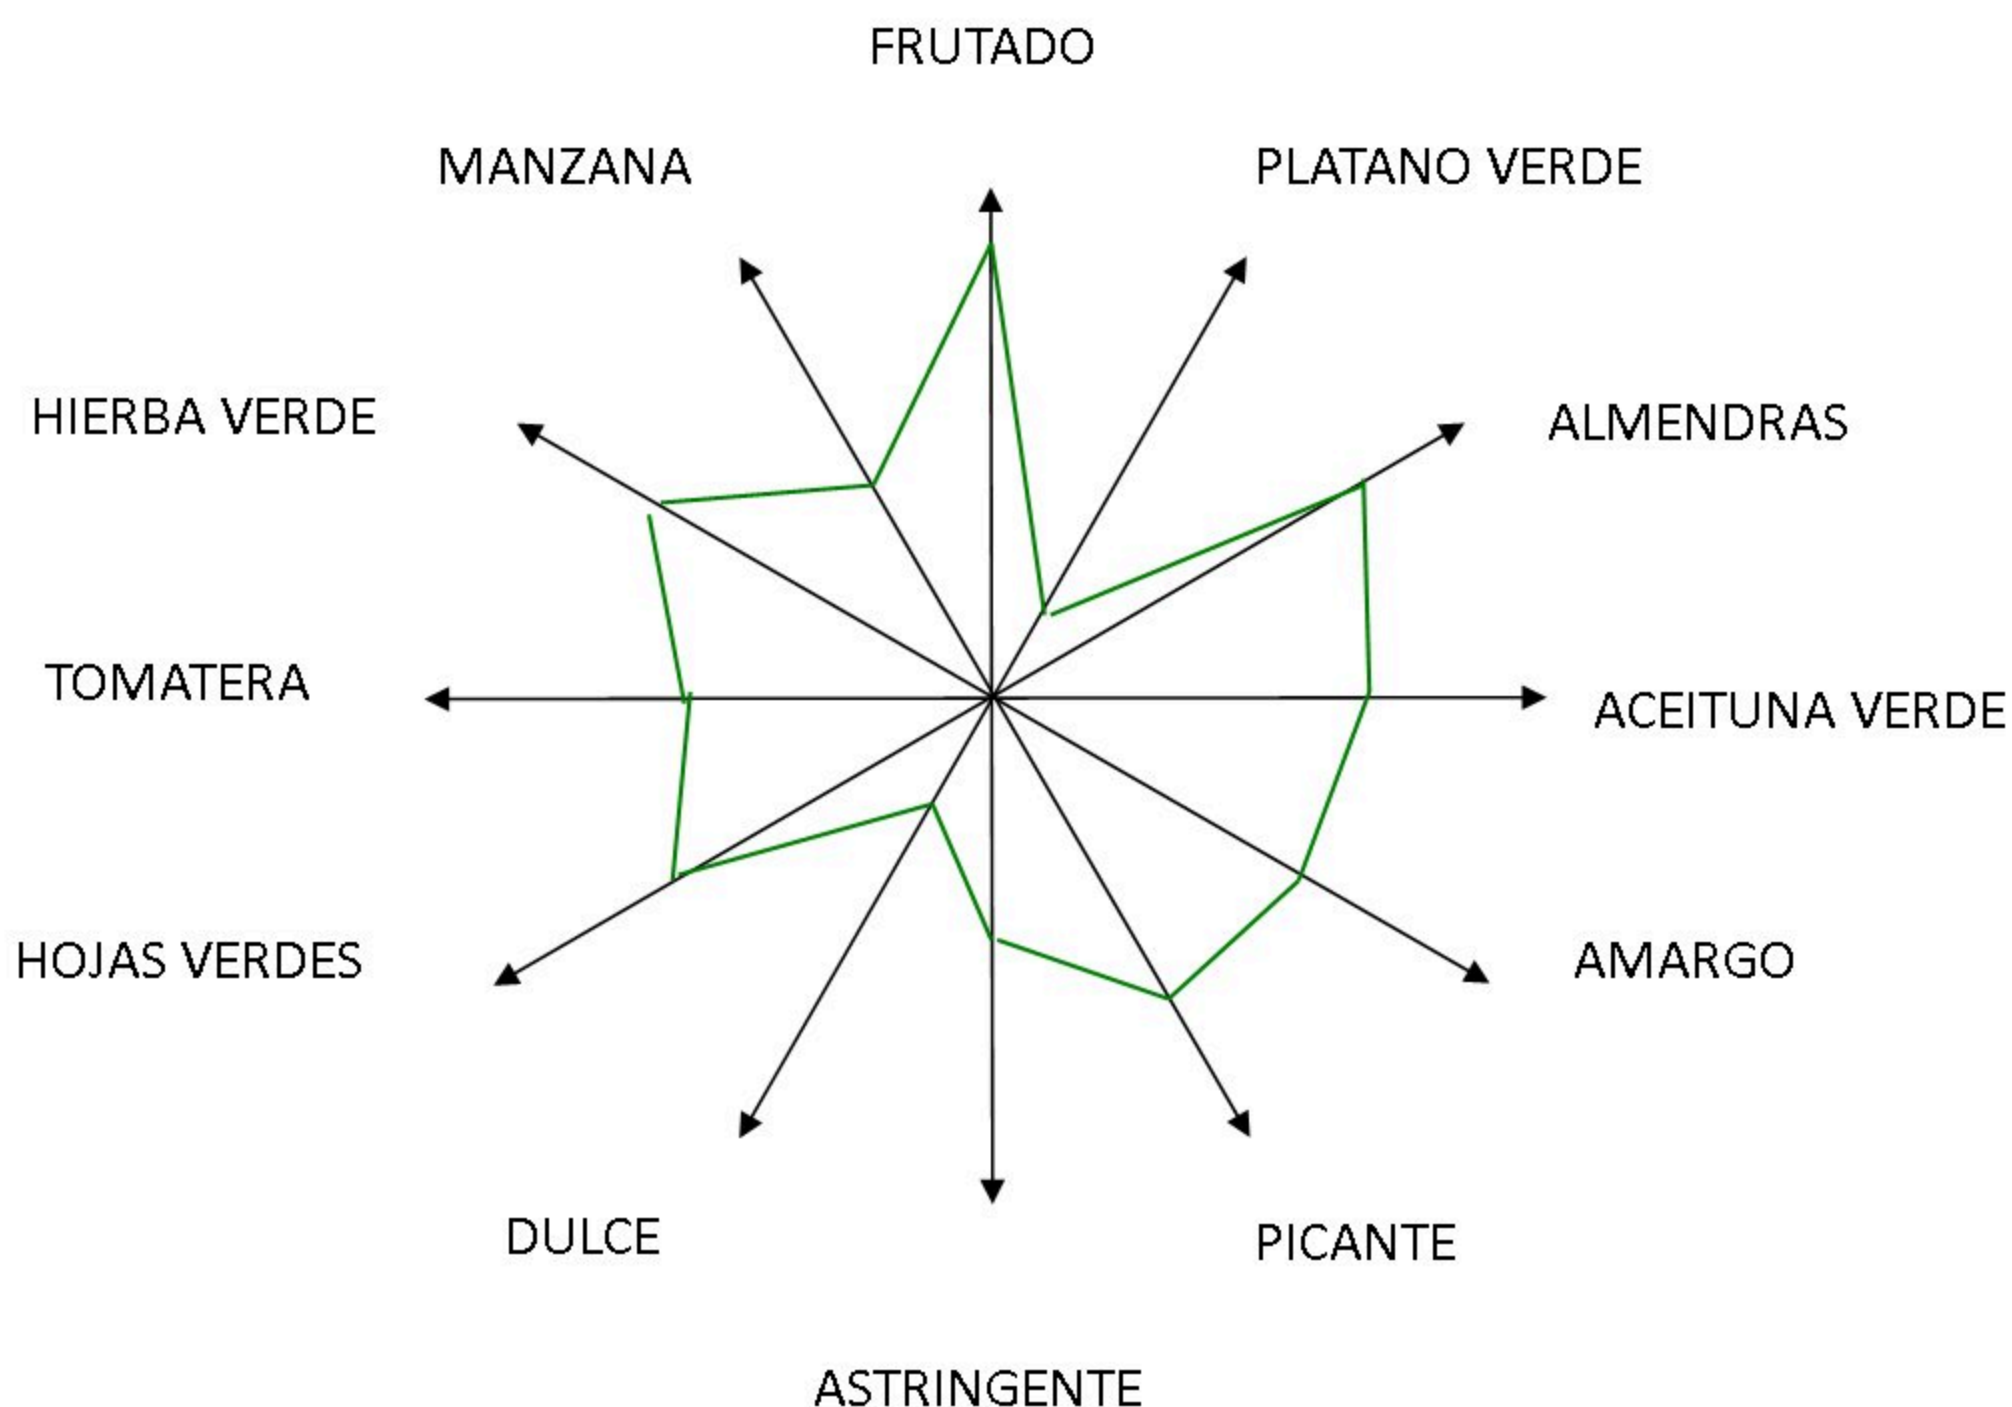 FRUTADO
MANZANA
PLATANO VERDE
HIERBA VERDE
ALMENDRAS
TOMATERA
ACEITUNA VERDE
HOJAS VERDES
AMARGO
DULCE
PICANTE
ASTRINGENTE